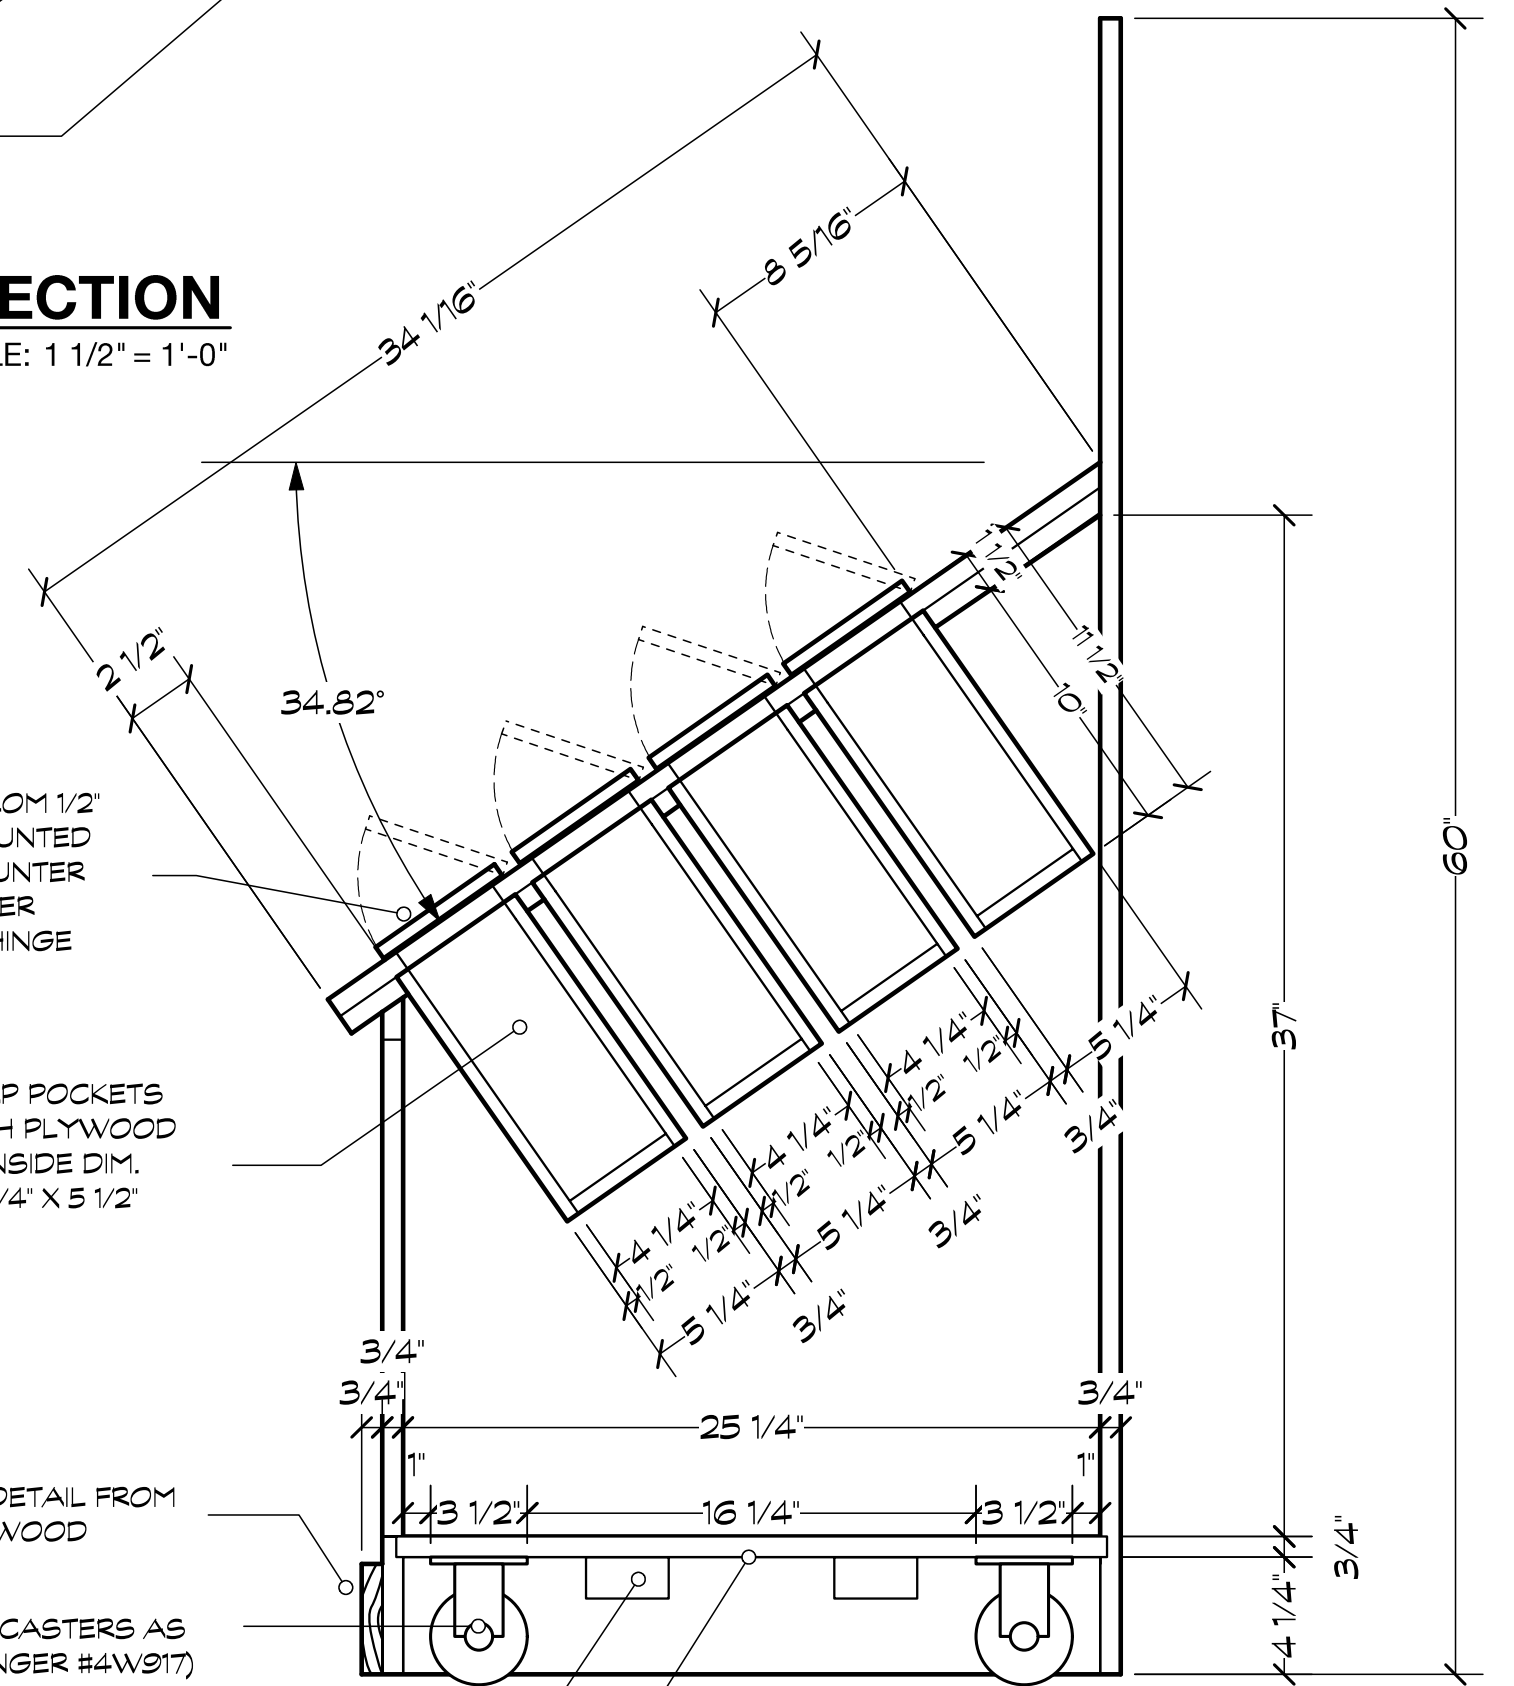 ECTION
LE: 1 1/2" = 1'-0"
34 1/16"
8 5/16"
2 1/2"
34.82°
1 1/2"
11 1/2"
10"
60"
37"
OM 1/2"
UNTED
UNTER
ER
HINGE
P POCKETS
H PLYWOOD
NSIDE DIM.
/4" X 5 1/2"
4 1/4"
1/2"
1/2"
5 1/4"
5 1/4"
3/4"
4 1/4"
1/2"
1/2"
5 1/4"
3/4"
4 1/4"
1/2"
1/2"
5 1/4"
3/4"
3/4"
3/4"
3/4"
25 1/4"
1"
1"
3 1/2"
16 1/4"
3 1/2"
3/4"
4 1/4"
DETAIL FROM
WOOD
CASTERS AS
NGER #4W917)